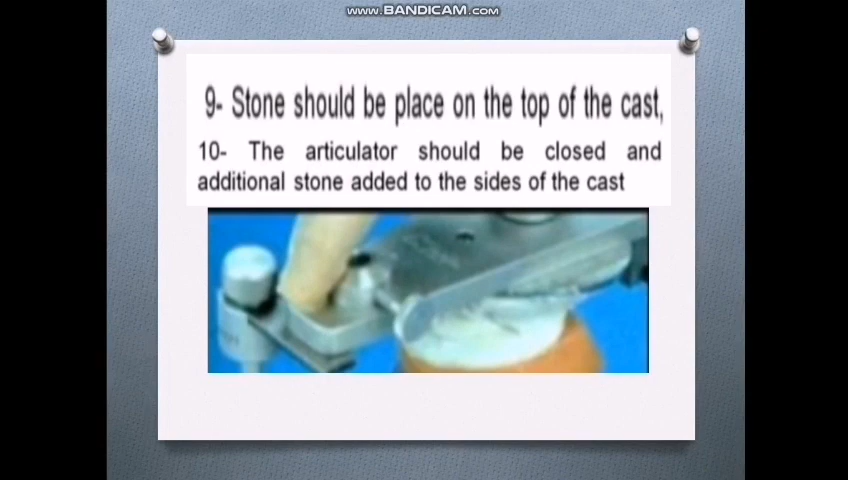 www.BANDICAM.com
9- Stone should be place on the top of the cast,
10- The articulator should be closed and
additional stone added to the sides of the cast